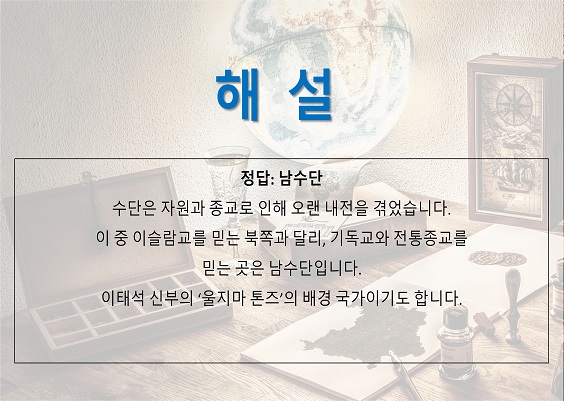 해 설
정답: 남수단
수단은 자원과 종교로 인해 오랜 내전을 겪었습니다.
이 중 이슬람교를 믿는 북쪽과 달리, 기독교와 전통종교를
믿는 곳은 남수단입니다.
이태석 신부의 ‘울지마 톤즈’의 배경 국가이기도 합니다.